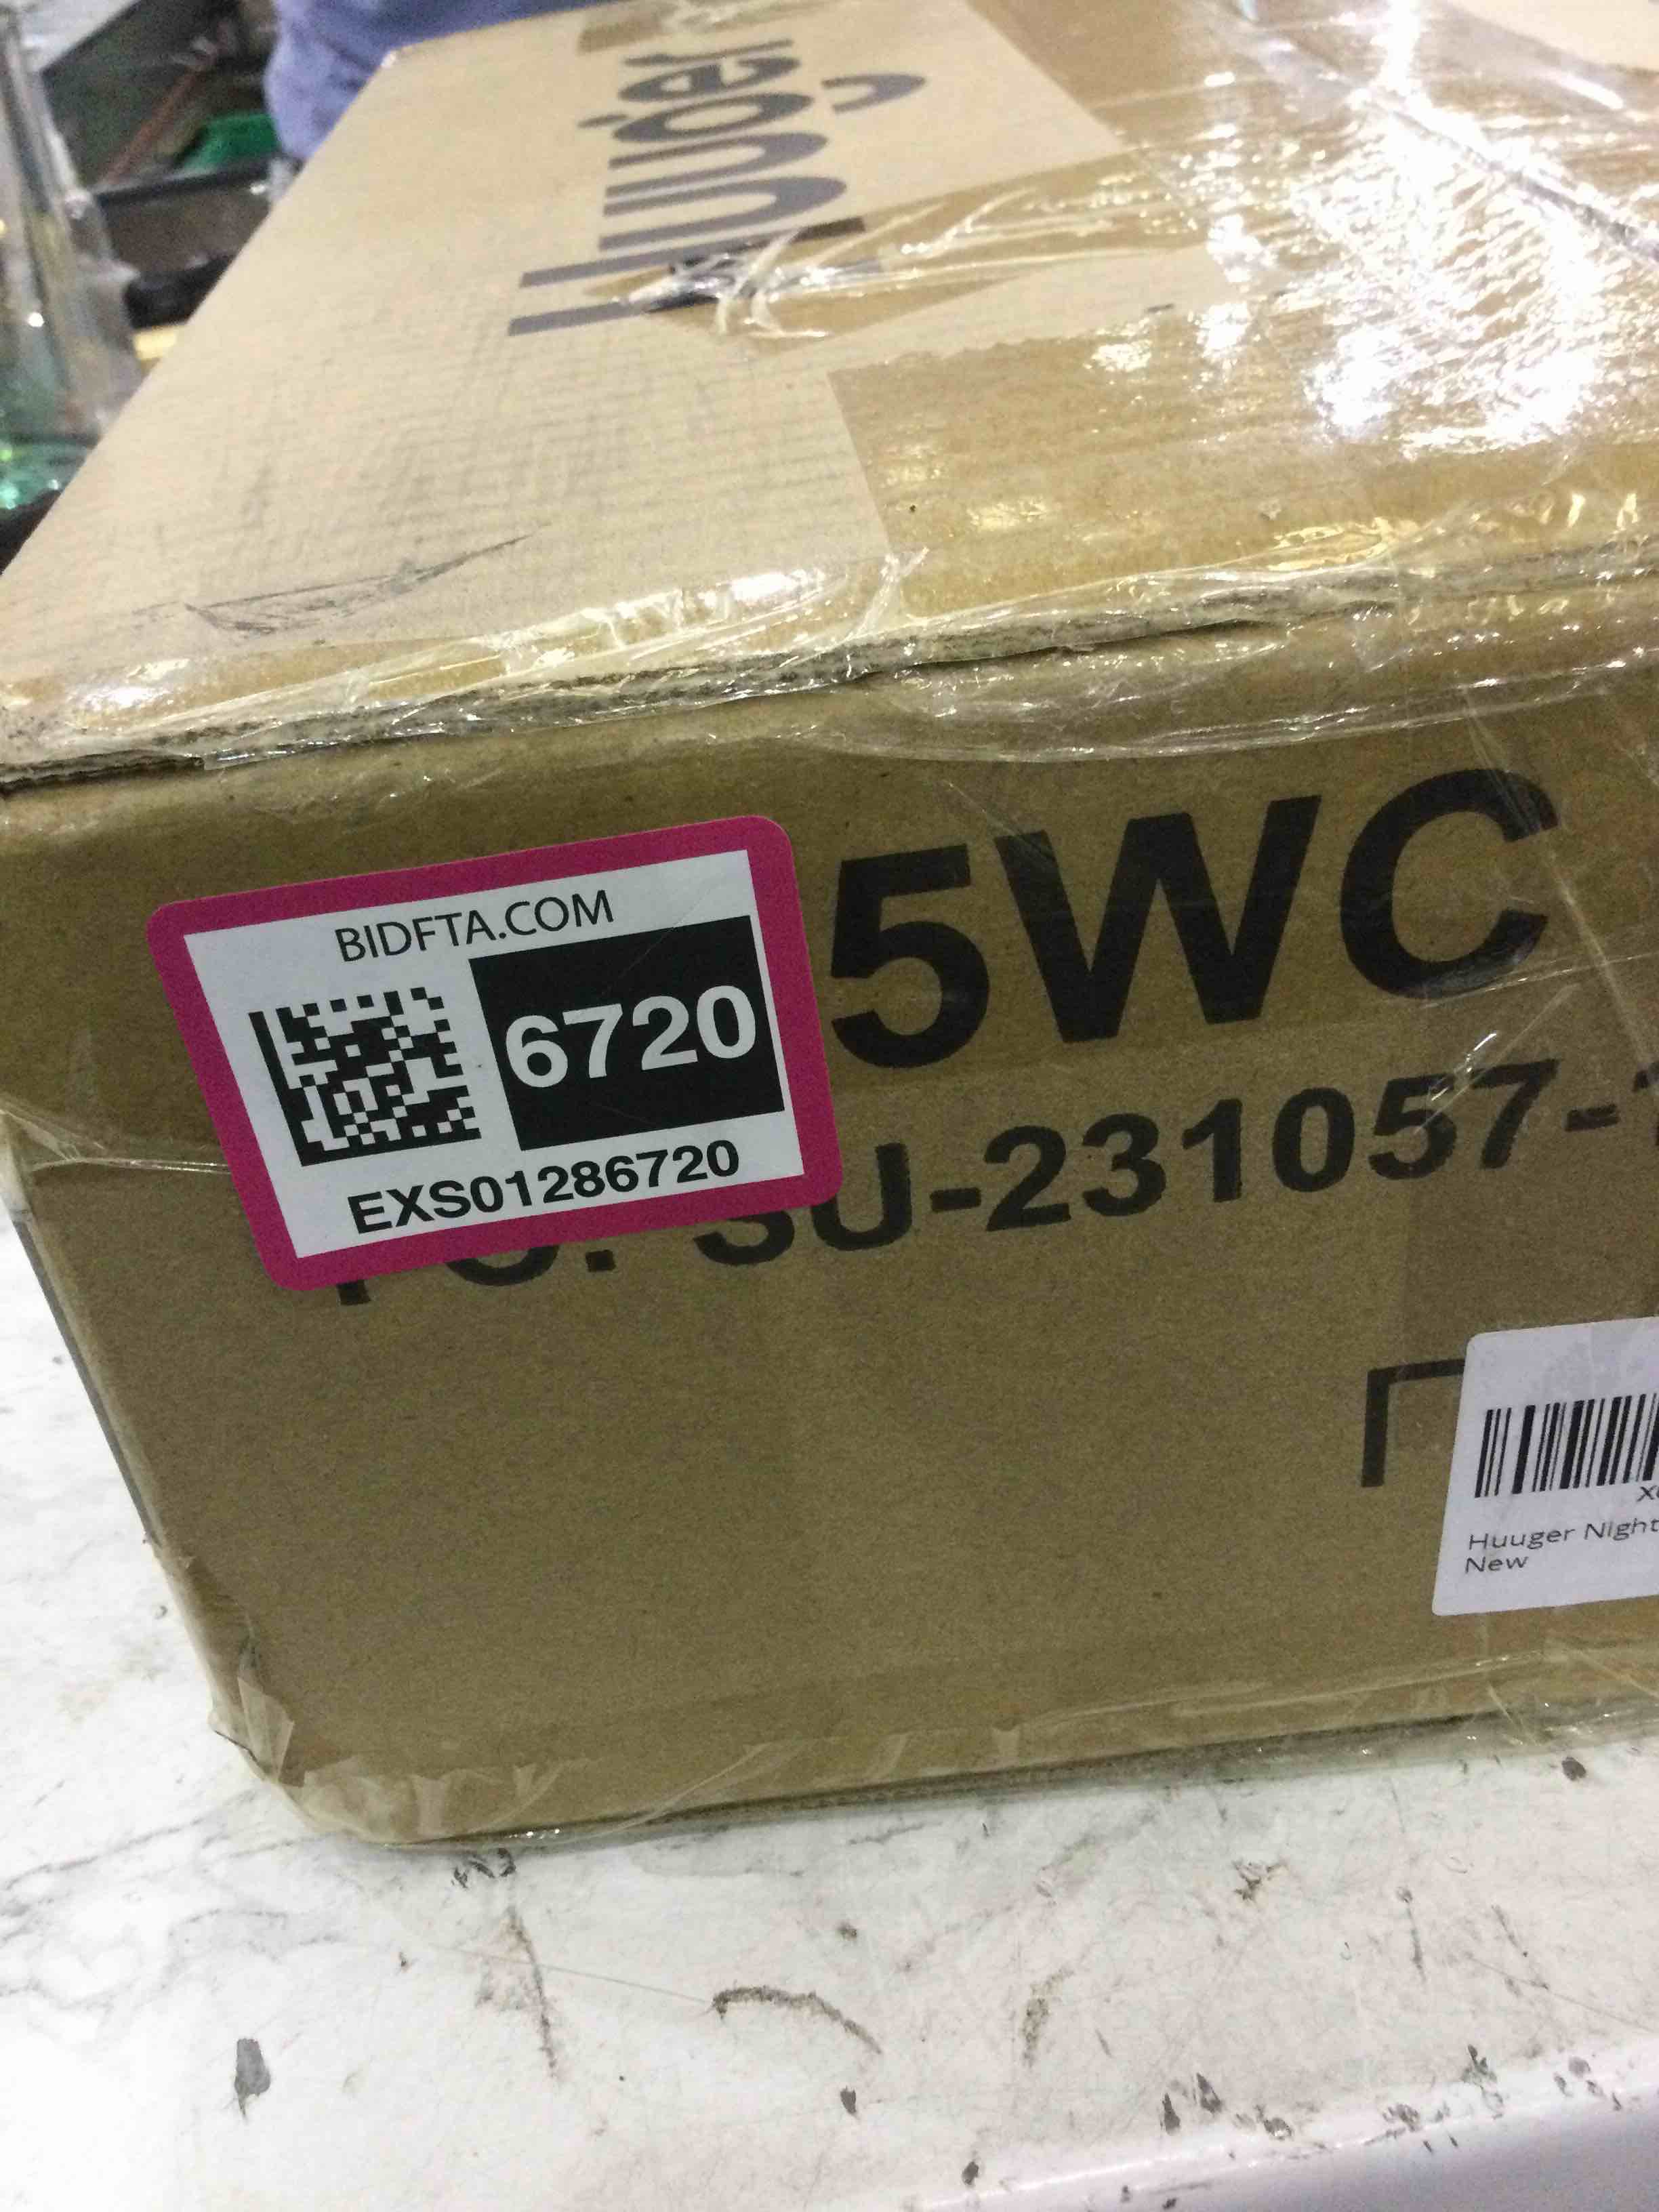 Huuger
BIDFTA.COM
6720
EXS01286720
5WC
SU-231057-
Huuger Night
New